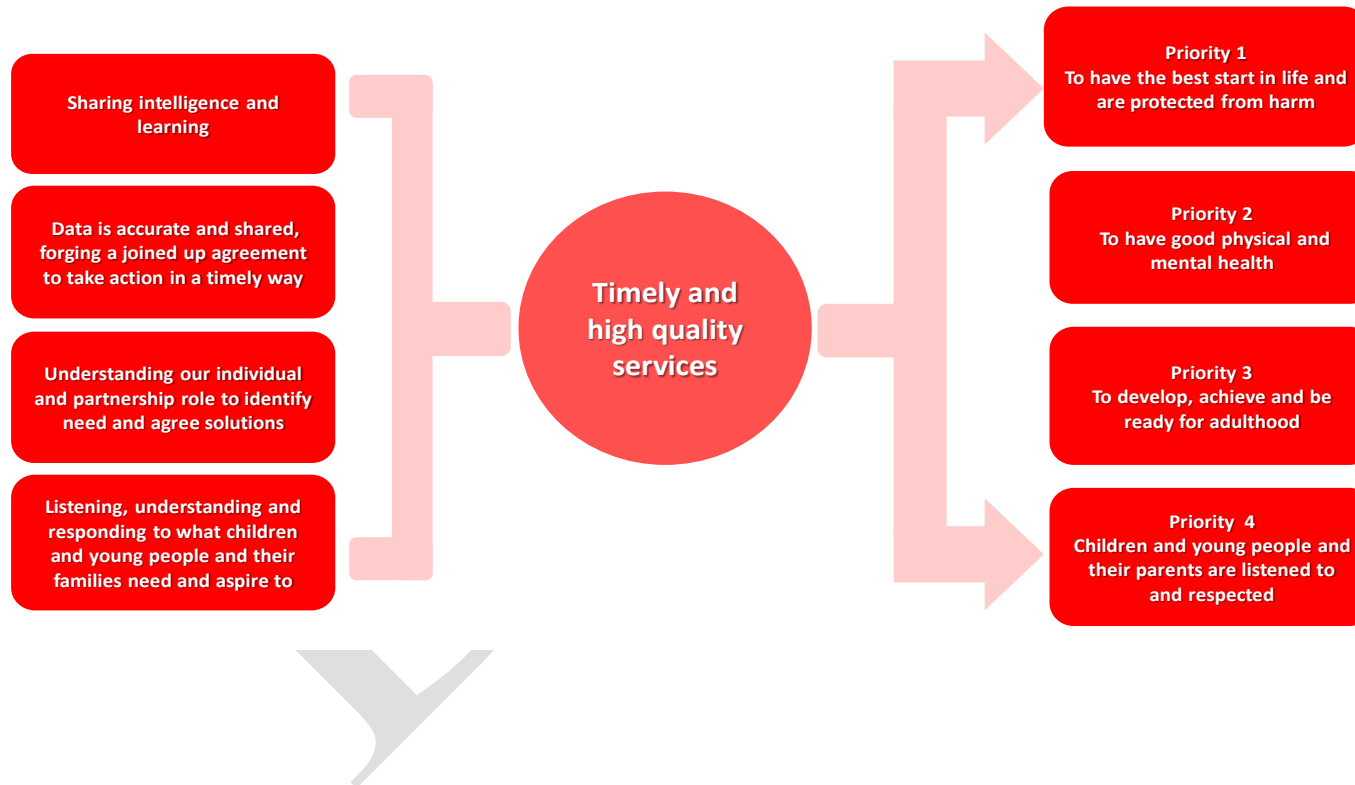 Sharing intelligence and
learning
Data is accurate and shared,
forging a joined up agreement
to take action in a timely way
Understanding our individual
and partnership role to identify
need and agree solutions
Listening, understanding and
responding to what children
and young people and their
families need and aspire to
Timely and
high quality
services
Priority 1
To have the best start in life and
are protected from harm
Priority 2
To have good physical and
mental health
Priority 3
To develop, achieve and be
ready for adulthood
Priority 4
Children and young people and
their parents are listened to
and respected